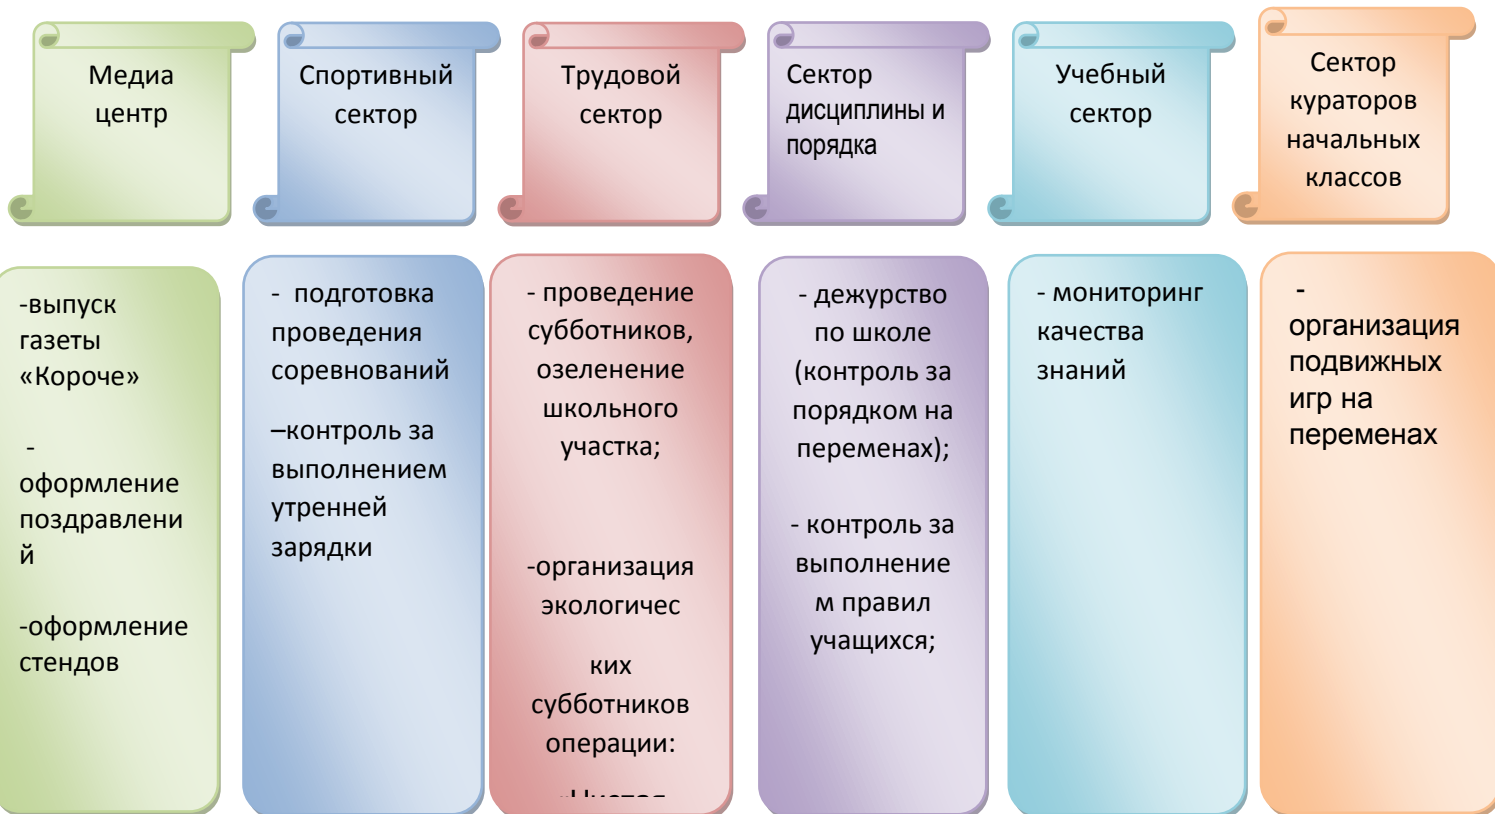 Медиа
центр
Спортивный
сектор
Трудовой
сектор
Сектор
дисциплины и
порядка
Учебный
сектор
Сектор
кураторов
начальных
классов
-выпуск
газеты
«Короче»
-
оформление
поздравлени
й
-оформление
стендов
- подготовка
проведения
соревнований
–контроль за
выполнением
утренней
зарядки
- проведение
субботников,
озеленение
школьного
участка;
-организация
экологичес
ких
субботников
операции:
- дежурство
по школе
(контроль за
порядком на
переменах);
- контроль за
выполнение
м правил
учащихся;
- мониторинг
качества
знаний
-
организация
подвижных
игр на
переменах